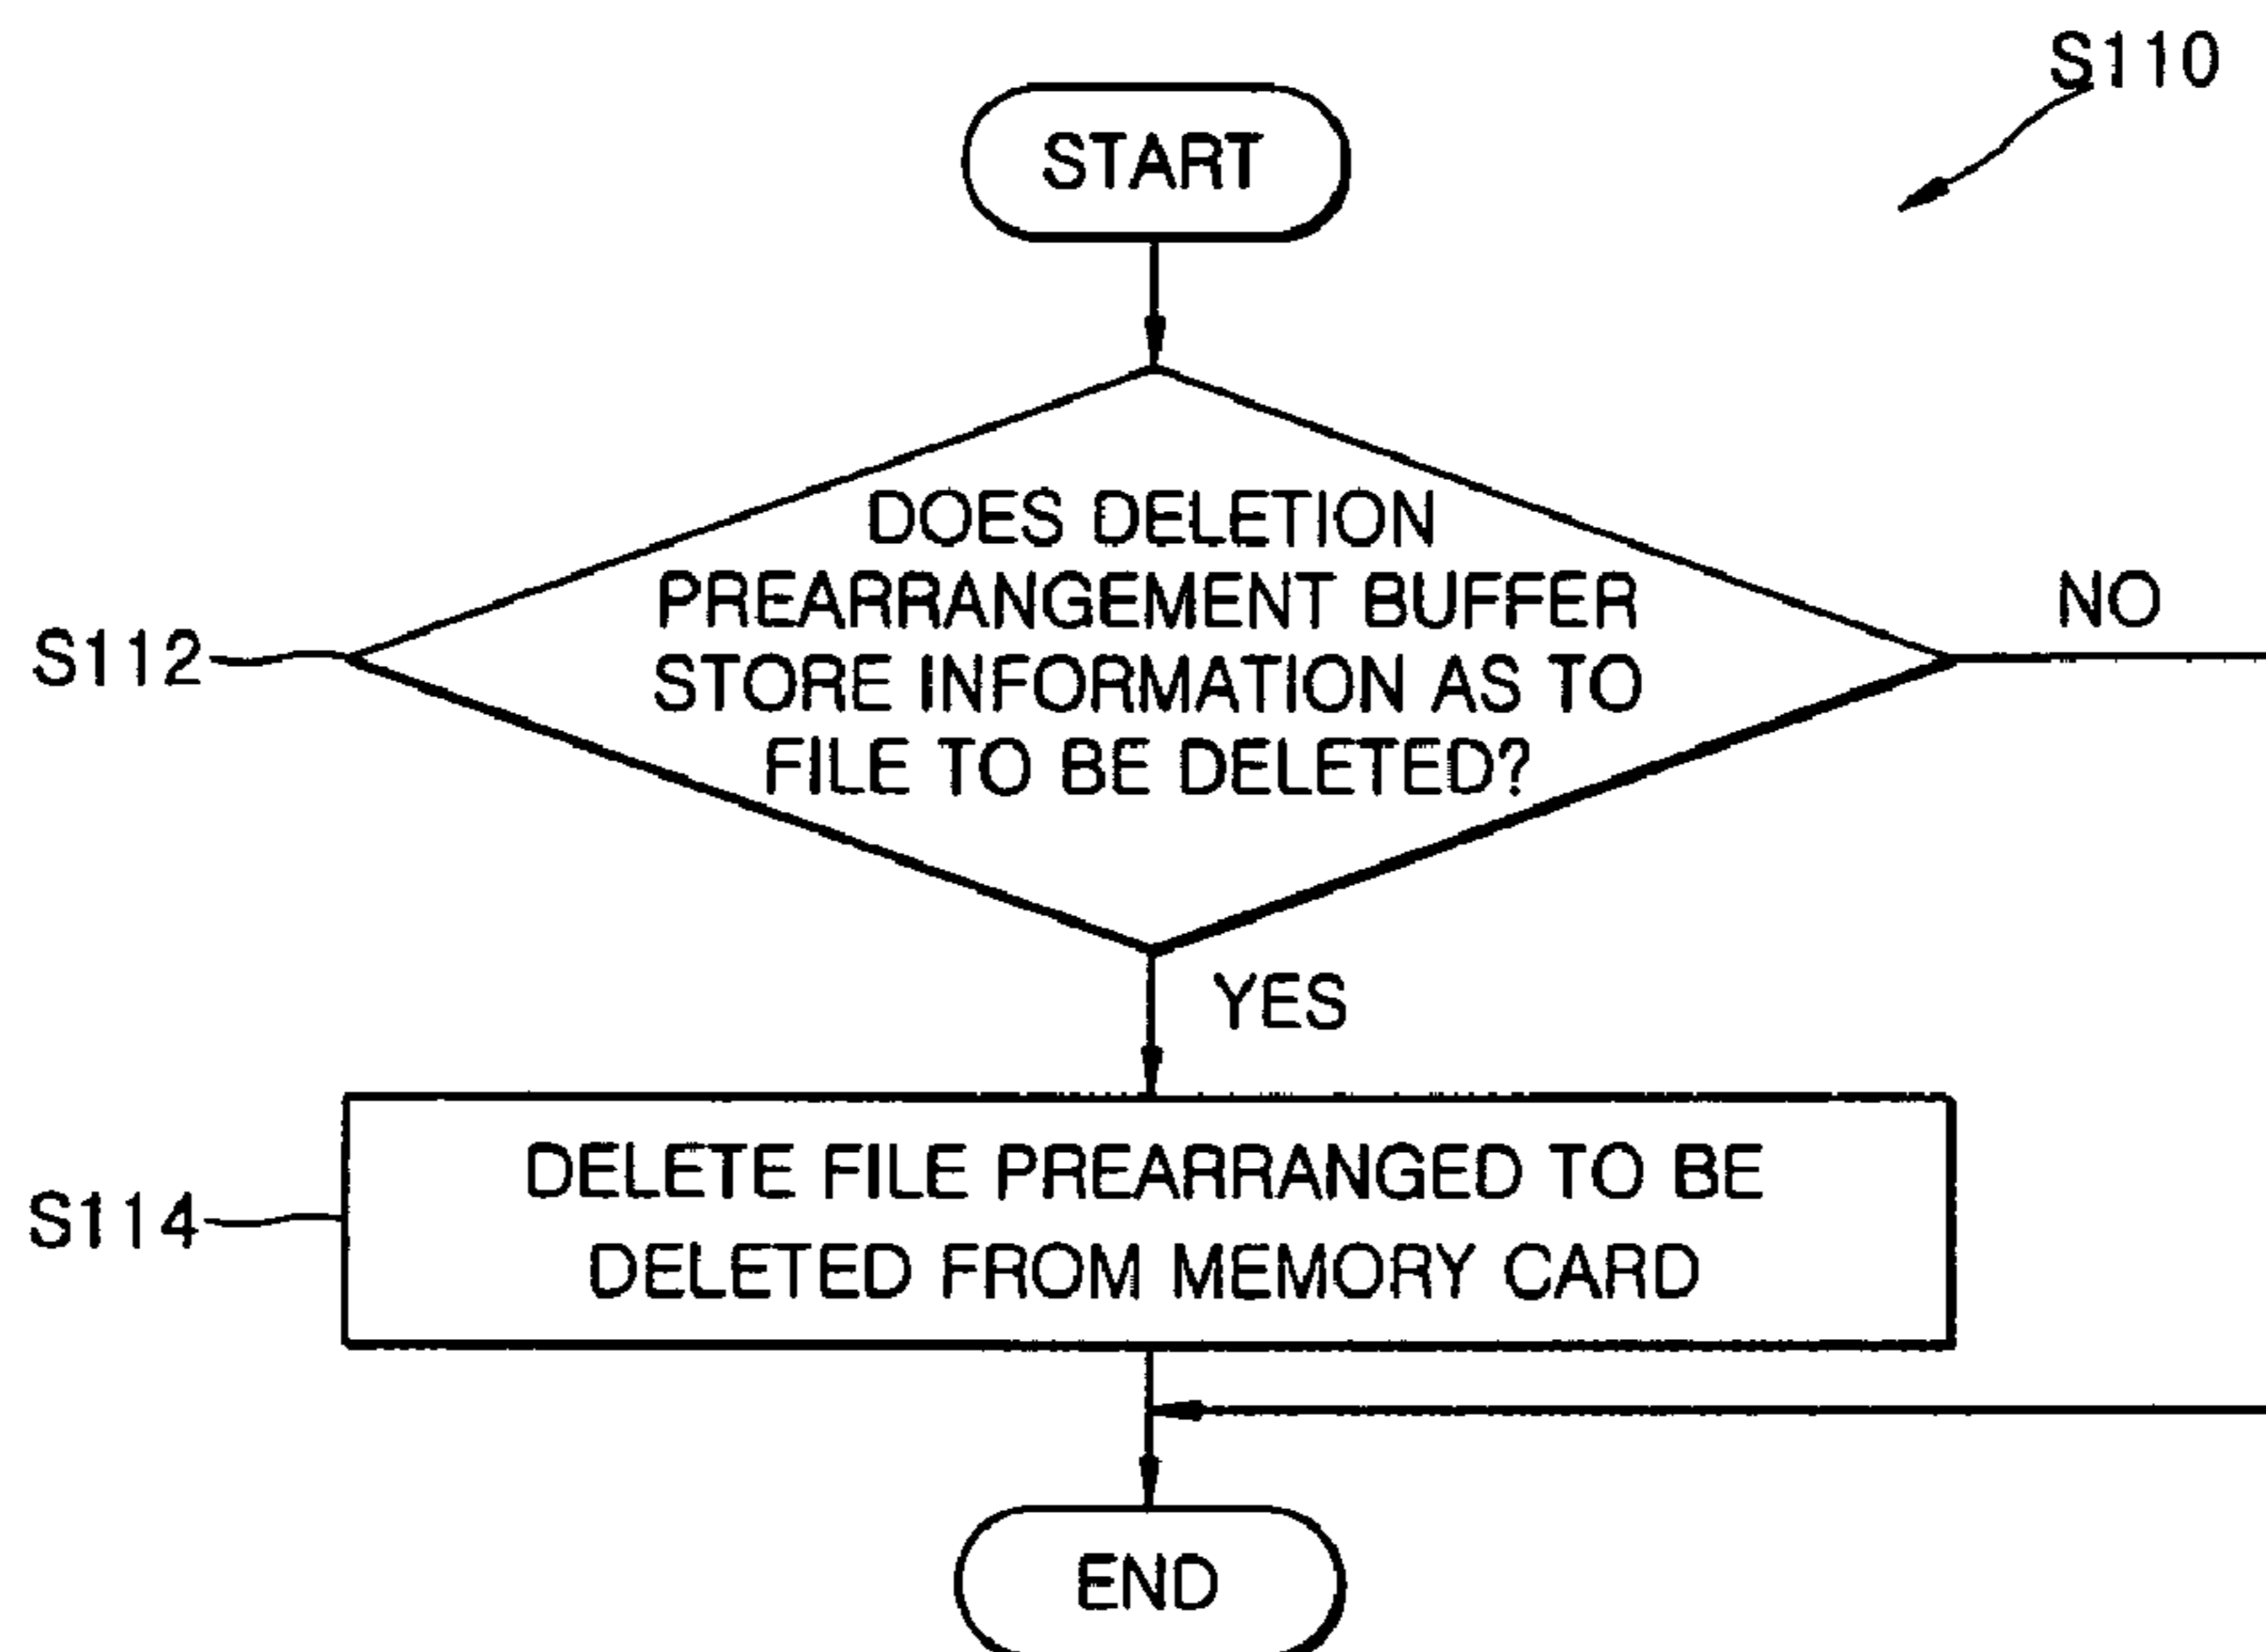 S110
START
DOES DELETION
PREARRANGEMENT BUFFER
STORE INFORMATION AS TO
FILE TO BE DELETED?
NO
S112
YES
DELETE FILE PREARRANGED TO BE
DELETED FROM MEMORY CARD
S114
END